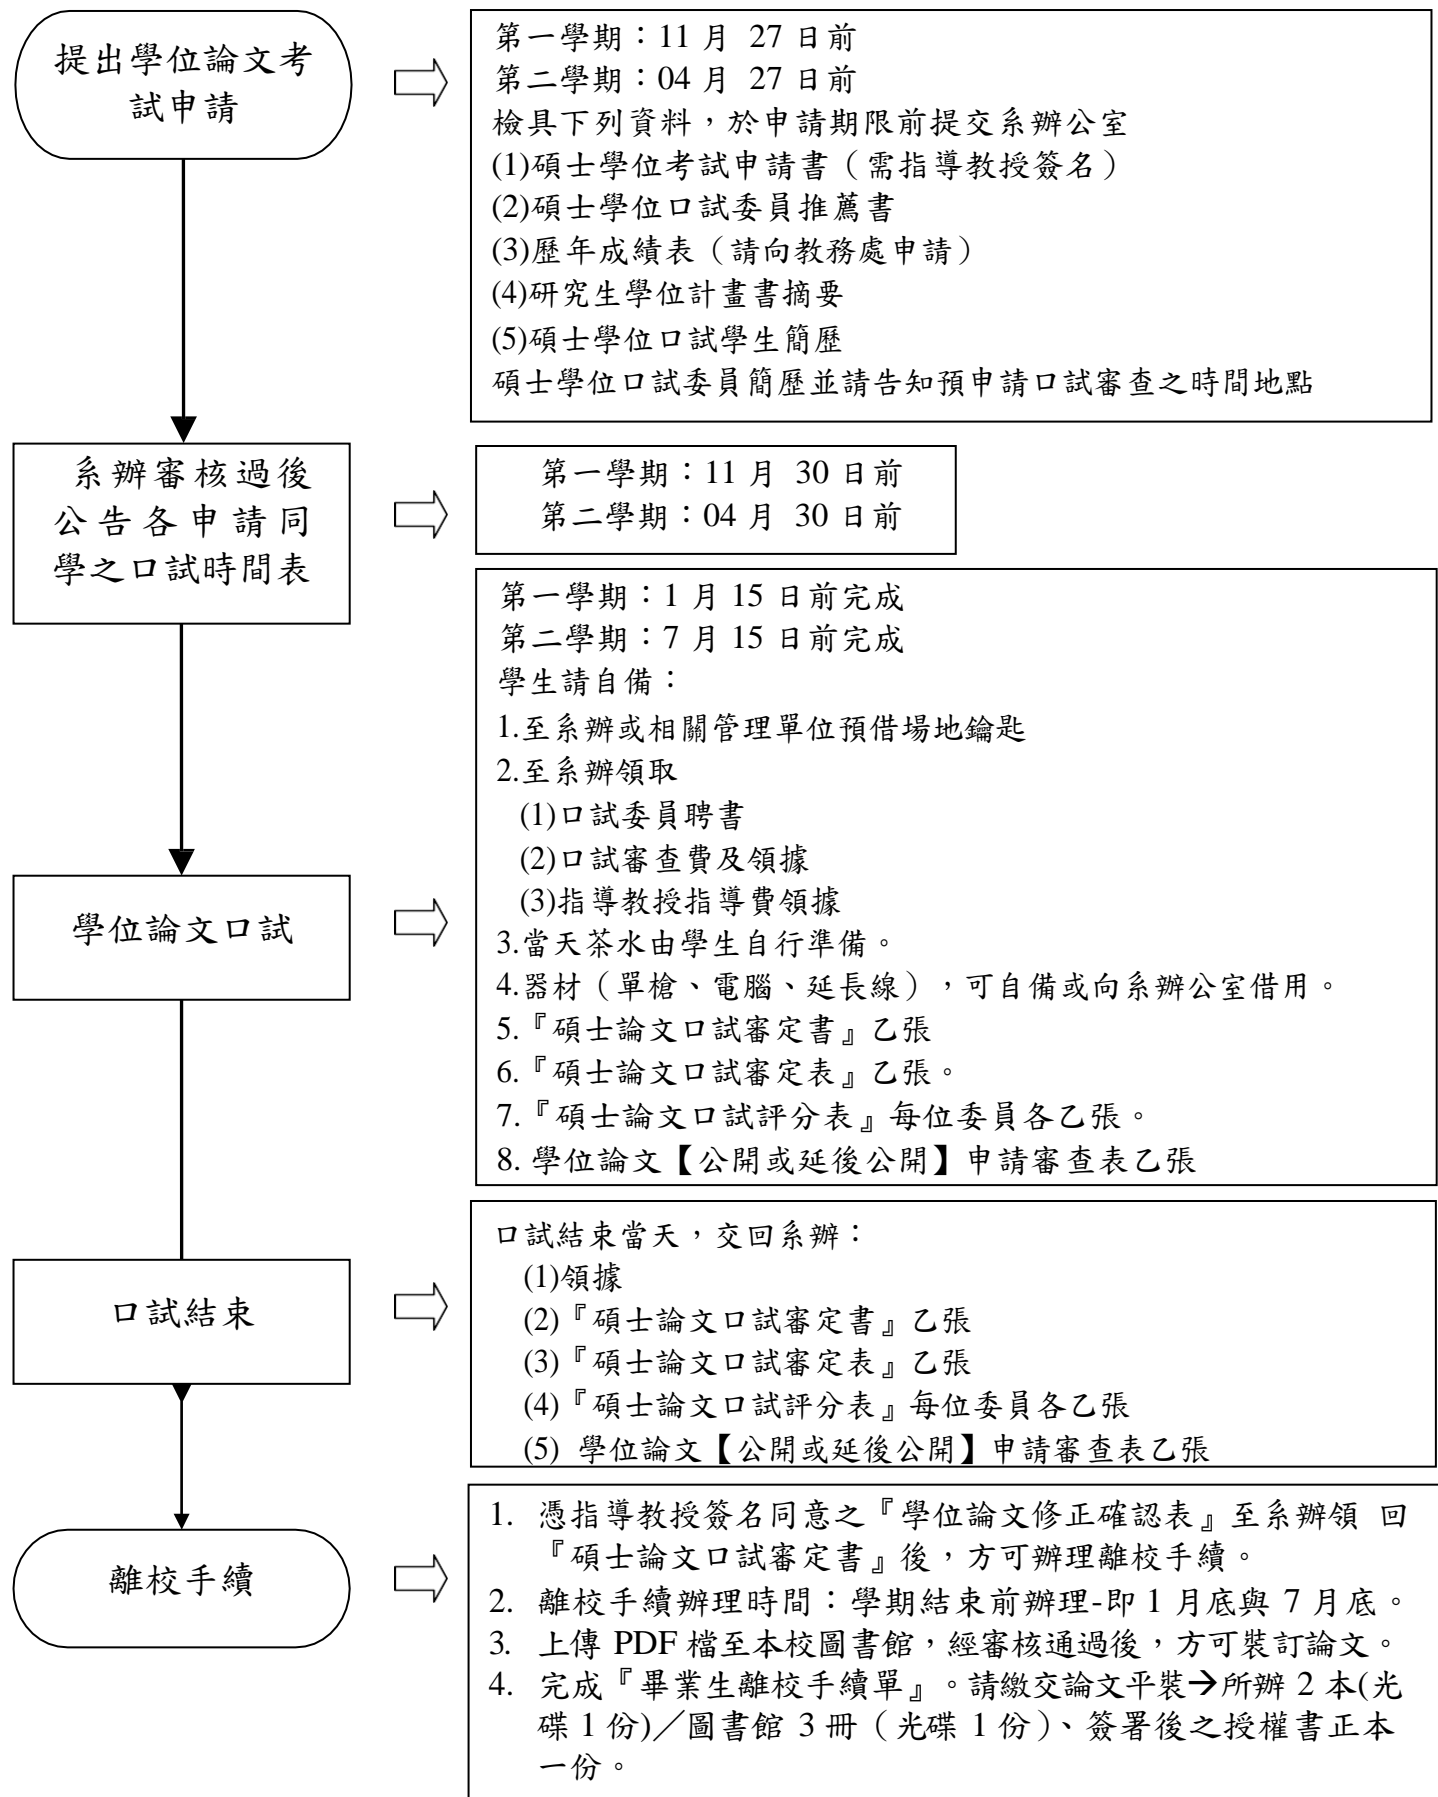 提出學位論文考
試申請
第一學期：11 月 27 日前
第二學期：04 月 27 日前
檢具下列資料，於申請期限前提交系辦公室
(1)碩士學位考試申請書（需指導教授簽名）
(2)碩士學位口試委員推薦書
(3)歷年成績表（請向教務處申請）
(4)研究生學位計畫書摘要
(5)碩士學位口試學生簡歷
碩士學位口試委員簡歷並請告知預申請口試審查之時間地點
系辦審核過後
公告各申請同
學之口試時間表
第一學期：11 月 30 日前
第二學期：04 月 30 日前
學位論文口試
第一學期：1 月 15 日前完成
第二學期：7 月 15 日前完成
學生請自備：
1.至系辦或相關管理單位預借場地鑰匙
2.至系辦領取
(1)口試委員聘書
(2)口試審查費及領據
(3)指導教授指導費領據
3.當天茶水由學生自行準備。
4.器材（單槍、電腦、延長線），可自備或向系辦公室借用。
5.『碩士論文口試審定書』乙張
6.『碩士論文口試審定表』乙張。
7.『碩士論文口試評分表』每位委員各乙張。
8. 學位論文【公開或延後公開】申請審查表乙張
口試結束
口試結束當天，交回系辦：
(1)領據
(2)『碩士論文口試審定書』乙張
(3)『碩士論文口試審定表』乙張
(4)『碩士論文口試評分表』每位委員各乙張
(5) 學位論文【公開或延後公開】申請審查表乙張
離校手續
1. 憑指導教授簽名同意之『學位論文修正確認表』至系辦領 回
『碩士論文口試審定書』後，方可辦理離校手續。
2. 離校手續辦理時間：學期結束前辦理-即 1 月底與 7 月底。
3. 上傳 PDF 檔至本校圖書館，經審核通過後，方可裝訂論文。
4. 完成『畢業生離校手續單』。請繳交論文平裝→所辦 2 本(光
碟 1 份)／圖書館 3 冊（光碟 1 份）、簽署後之授權書正本
一份。